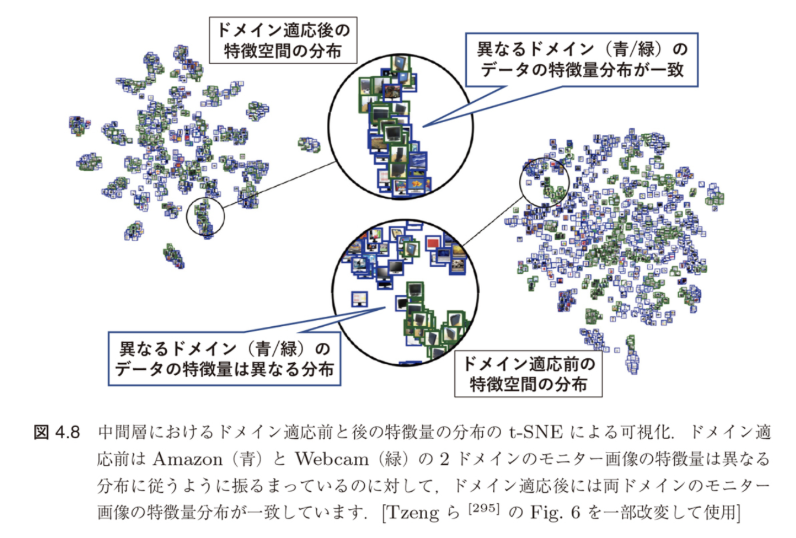 ドメイン適応後の
特徴空間の分布
異なるドメイン（青/緑）の
データの特徴量分布が一致
異なるドメイン（青/緑）の
データの特徴量は異なる分布
ドメイン適応前の
特徴空間の分布
図 4.8 中間層におけるドメイン適応前と後の特徴量の分布の t-SNE による可視化．ドメイン適
応前は Amazon（青）と Webcam（緑）の 2 ドメインのモニター画像の特徴量は異なる
分布に従うように振るまっているのに対して，ドメイン適応後には両ドメインのモニター
画像の特徴量分布が一致しています．[Tzeng ら [295] の Fig. 6 を一部改変して使用]